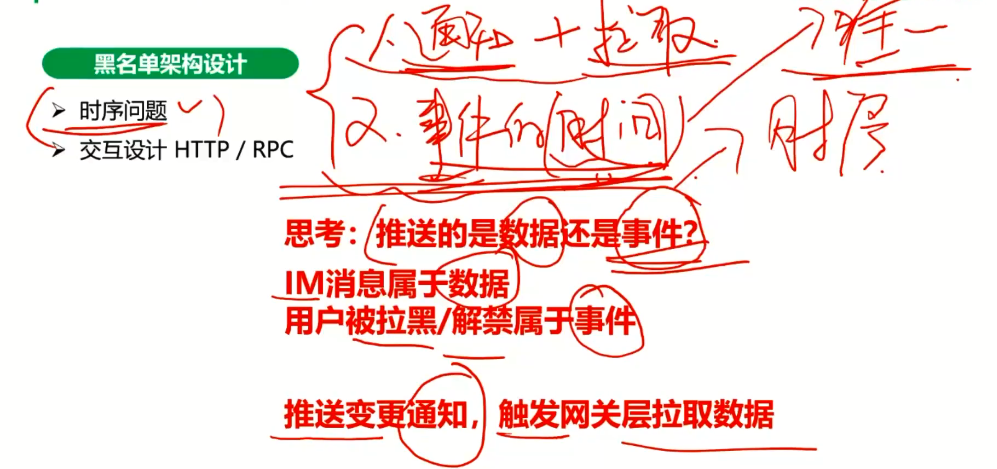 黑名单架构设计
1. 通知 + 拉取
唯一
➢ 时序问题
2. 事件的(时间)
时序
➢ 交互设计 HTTP / RPC
思考：推送的是数据还是事件？
IM消息属于数据
用户被拉黑/解禁属于事件
推送变更通知，触发网关层拉取数据